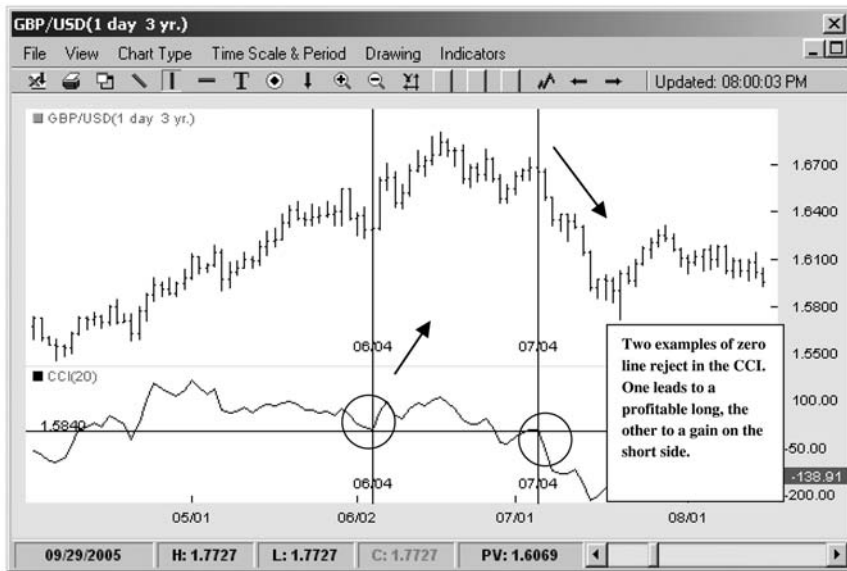 GBP/USD(1 day 3 yr.)
File View Chart Type Time Scale & Period Drawing Indicators
T Updated: 08:00:03 PM
GBP/USD(1 day 3 yr.)
1.6700
1.6400
1.6100
1.5800
1.5500
06/04 07/04
Two examples of zero
line reject in the CCI.
One leads to a
profitable long, the
other to a gain on the
short side.
CCI(20)
100.00
1.5840
-50.00
-138.91
-200.00
06/04 07/04
05/01 06/02 07/01 08/01
09/29/2005 H: 1.7727 L: 1.7727 C: 1.7727 PV: 1.6069